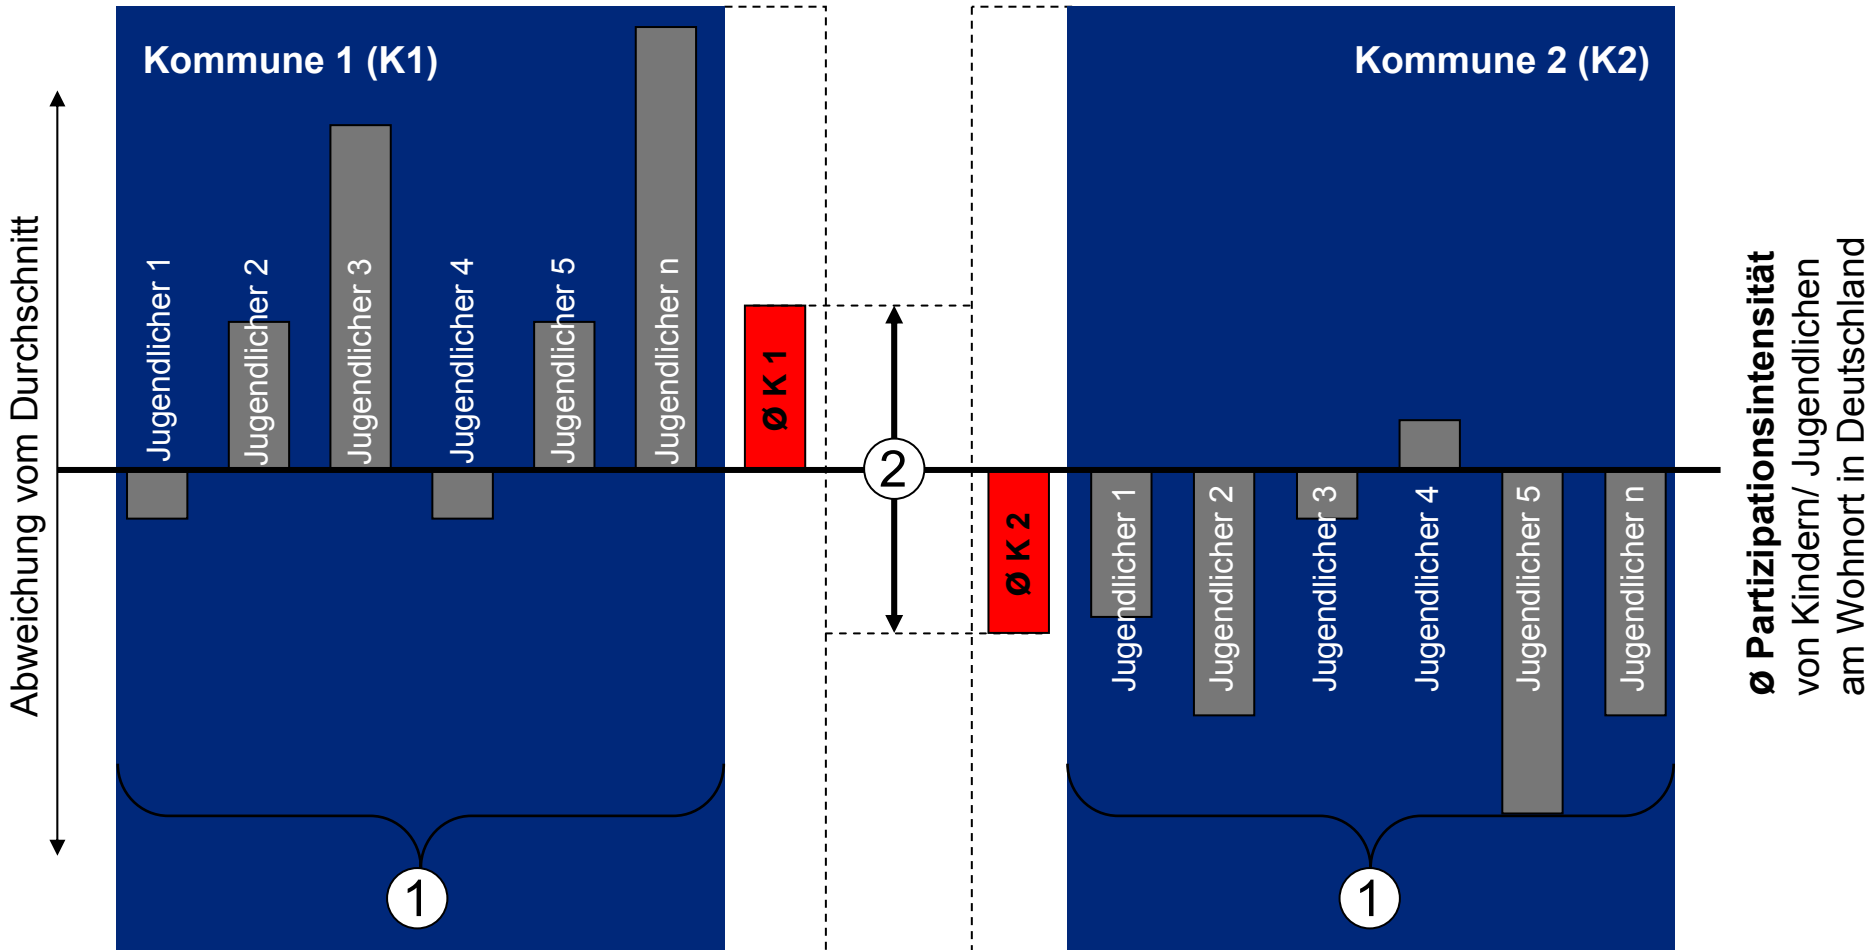 Kommune 1 (K1)
Kommune 2 (K2)
Abweichung vom Durchschnitt
Jugendlicher 1
Jugendlicher 2
Jugendlicher 3
Jugendlicher 4
Jugendlicher 5
Jugendlicher n
Ø K 1
2
Ø K 2
Jugendlicher 1
Jugendlicher 2
Jugendlicher 3
Jugendlicher 4
Jugendlicher 5
Jugendlicher n
Ø Partizipationsintensität
von Kindern/ Jugendlichen
am Wohnort in Deutschland
1
1